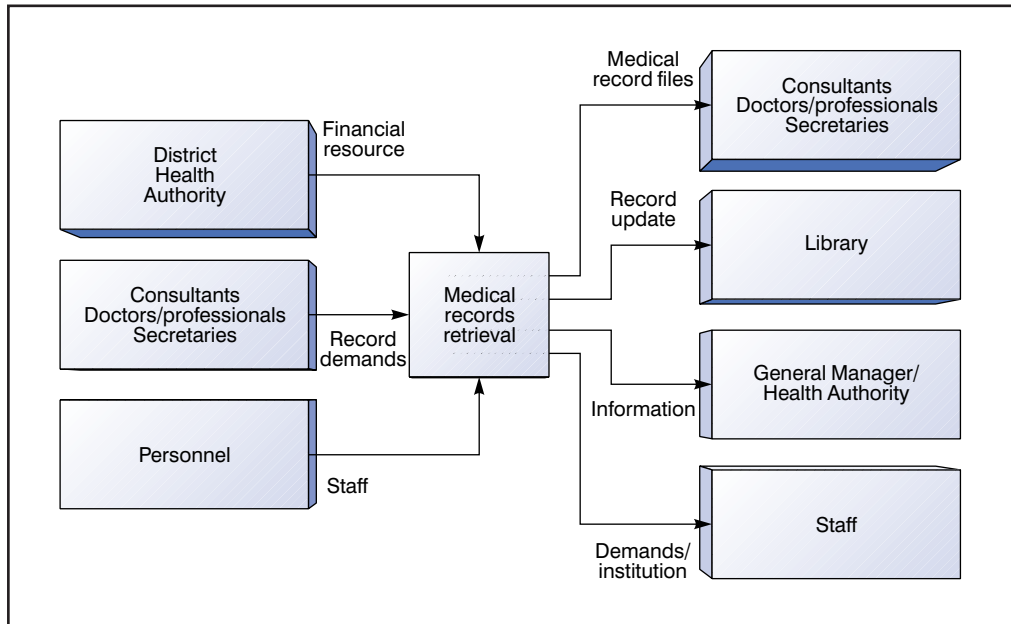 District
Health
Authority
Financial
resource
Consultants
Doctors/professionals
Secretaries
Record
demands
Personnel
Staff
Medical
records
retrieval
Medical
record files
Consultants
Doctors/professionals
Secretaries
Record
update
Library
Information
General Manager/
Health Authority
Demands/
institution
Staff